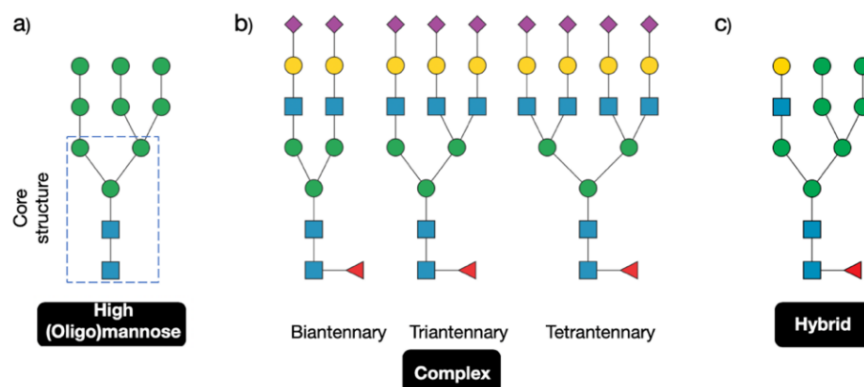 a)
b)
c)
Core
structure
High
(Oligo)mannose
Biantennary
Triantennary
Tetrantennary
Complex
Hybrid